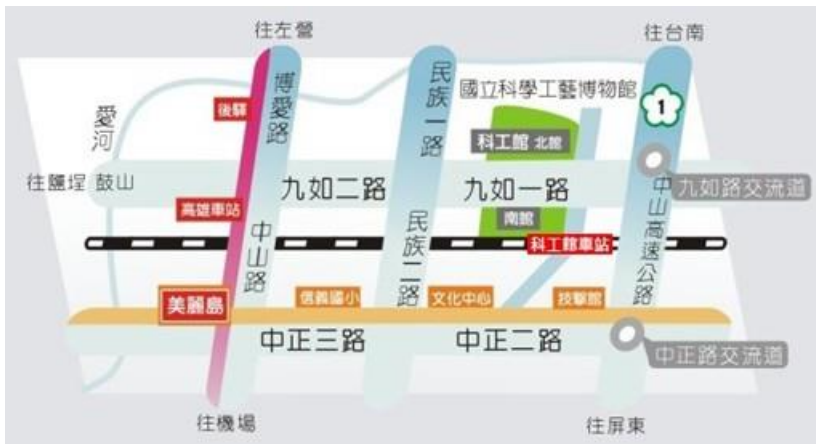 往左營
往台南
博愛路
民族一路
國立科學工藝博物館
1
愛河
後驛
科工館 北館
往鹽埕 鼓山
九如二路
九如一路
九如路交流道
高雄車站
南館
中山路
民族二路
科工館車站
中山高速公路
美麗島
信義國小
文化中心
技擊館
中正三路
中正二路
中正路交流道
往機場
往屏東